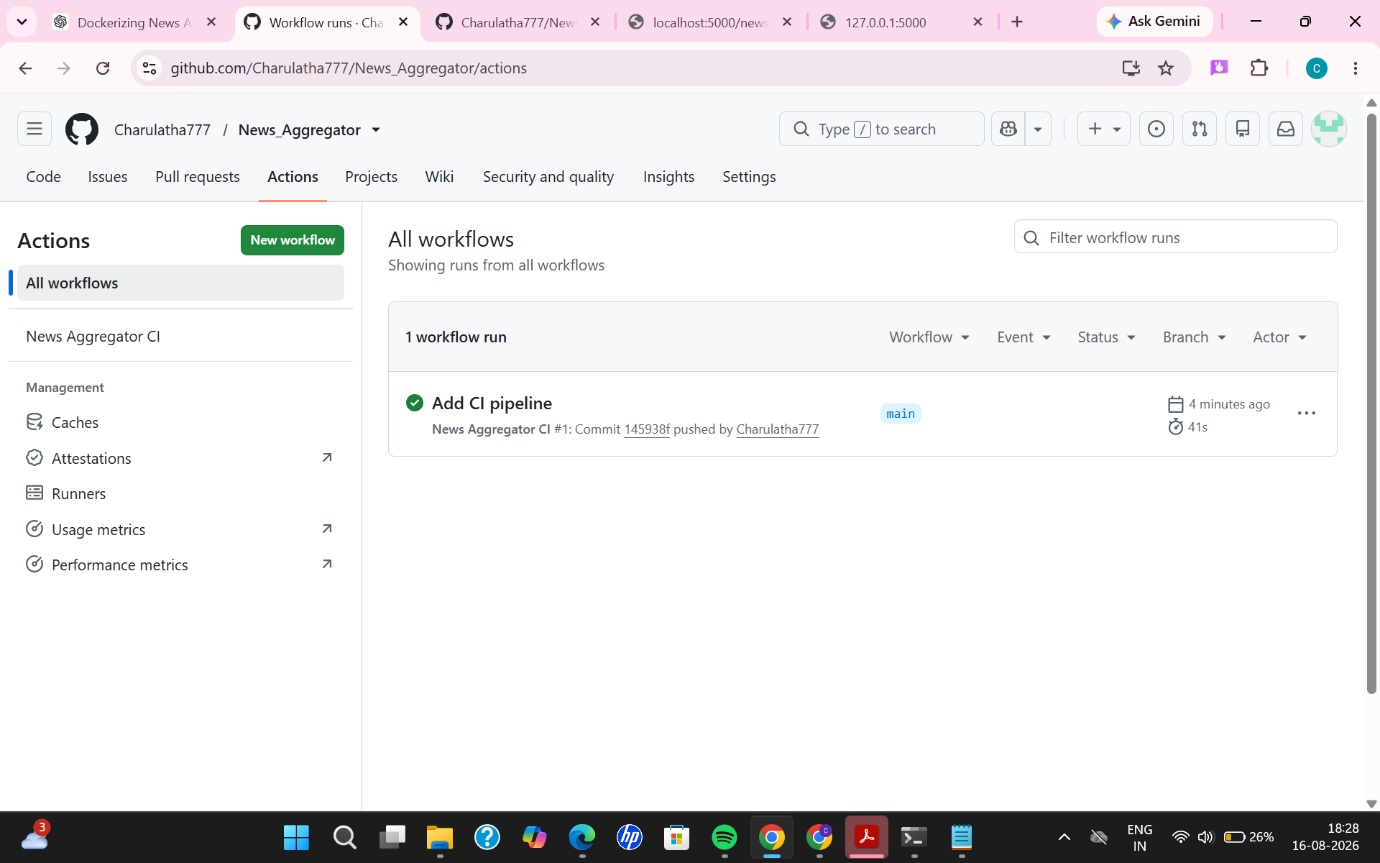 Dockerizing News A
Workflow runs · Cha
Charulatha777/New
localhost:5000/news
127.0.0.1:5000
Ask Gemini
github.com/Charulatha777/News_Aggregator/actions
C
Charulatha777 / News_Aggregator
Type / to search
Code
Issues
Pull requests
Actions
Projects
Wiki
Security and quality
Insights
Settings
Actions
New workflow
All workflows
News Aggregator CI
Management
Caches
Attestations
Runners
Usage metrics
Performance metrics
All workflows
Showing runs from all workflows
Filter workflow runs
1 workflow run
Workflow
Event
Status
Branch
Actor
Add CI pipeline
News Aggregator CI #1: Commit 145938f pushed by Charulatha777
main
4 minutes ago
41s
3
hp
C
ENG
IN
26%
18:28
16-08-2026